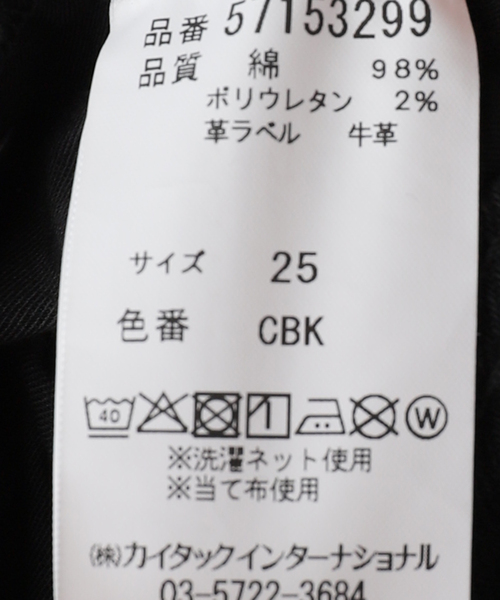 品番 57153299
品質 綿 98%
ポリウレタン 2%
革ラベル 牛革
サイズ 25
色番 CBK
40 W
※洗濯ネット使用
※当て布使用
㈱カイタックインターナショナル
03-5722-3684